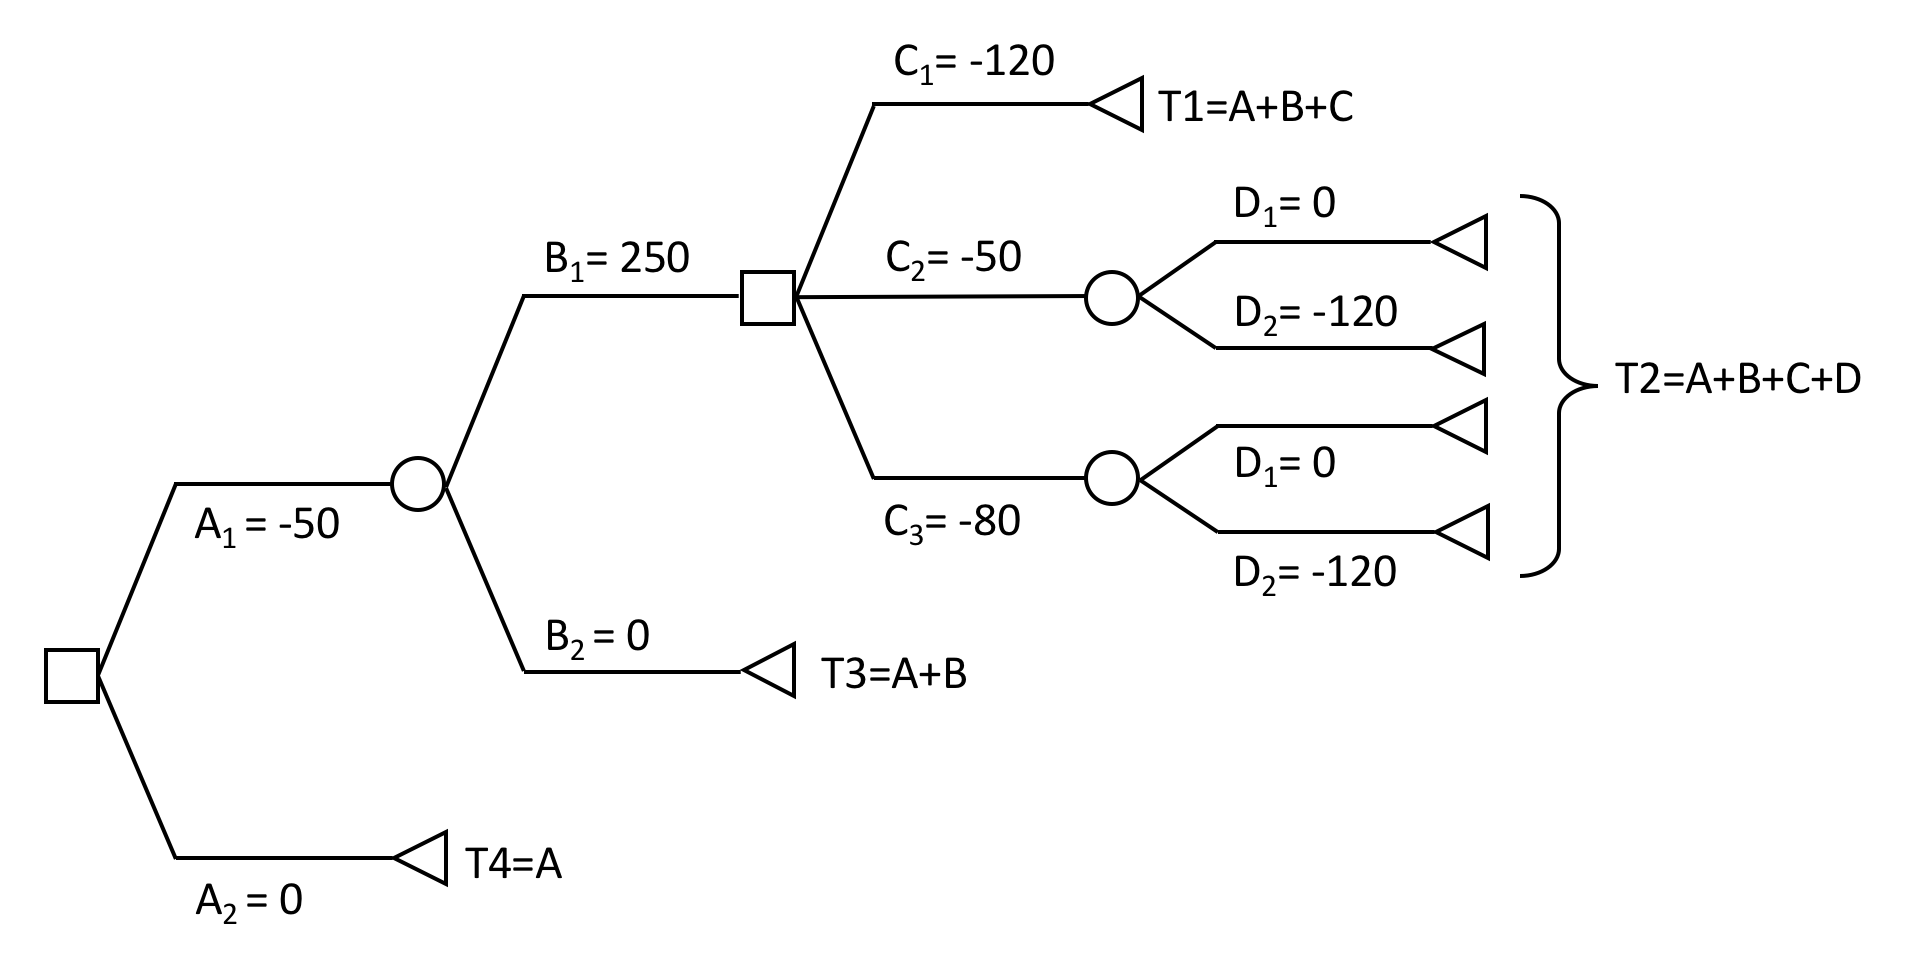 C₁= -120
T1=A+B+C
D₁= 0
B₁= 250
C₂= -50
D₂= -120
T2=A+B+C+D
D₁= 0
A₁ = -50
C₃= -80
D₂= -120
B₂ = 0
T3=A+B
T4=A
A₂ = 0